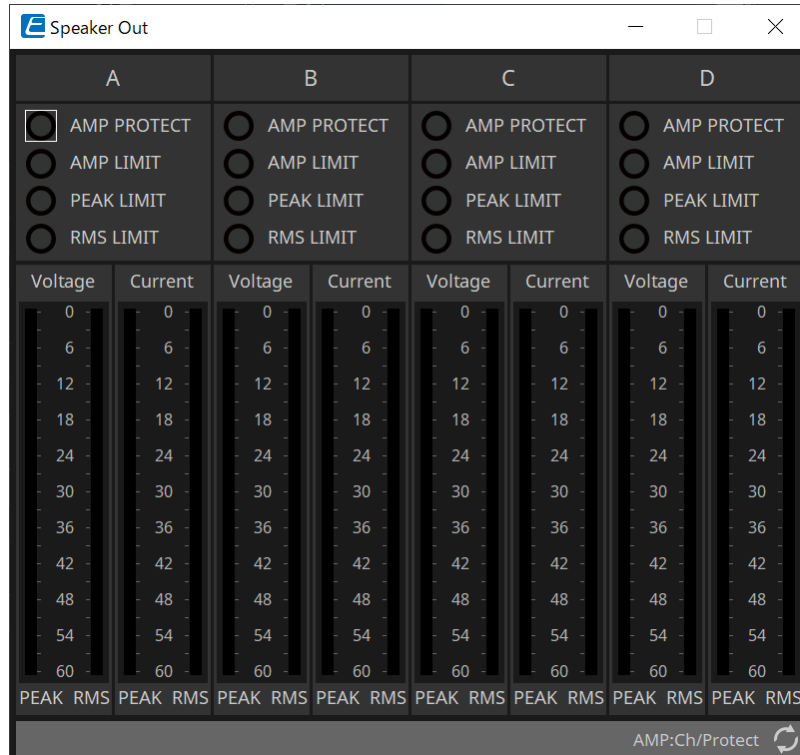 Speaker Out
A B C D
AMP PROTECT AMP PROTECT AMP PROTECT AMP PROTECT
AMP LIMIT AMP LIMIT AMP LIMIT AMP LIMIT
PEAK LIMIT PEAK LIMIT PEAK LIMIT PEAK LIMIT
RMS LIMIT RMS LIMIT RMS LIMIT RMS LIMIT
Voltage Current Voltage Current Voltage Current Voltage Current
0 0 0 0 0 0 0 0
6 6 6 6 6 6 6 6
12 12 12 12 12 12 12 12
18 18 18 18 18 18 18 18
24 24 24 24 24 24 24 24
30 30 30 30 30 30 30 30
36 36 36 36 36 36 36 36
42 42 42 42 42 42 42 42
48 48 48 48 48 48 48 48
54 54 54 54 54 54 54 54
60 60 60 60 60 60 60 60
PEAK RMS PEAK RMS PEAK RMS PEAK RMS PEAK RMS PEAK RMS PEAK RMS PEAK RMS
AMP:Ch/Protect